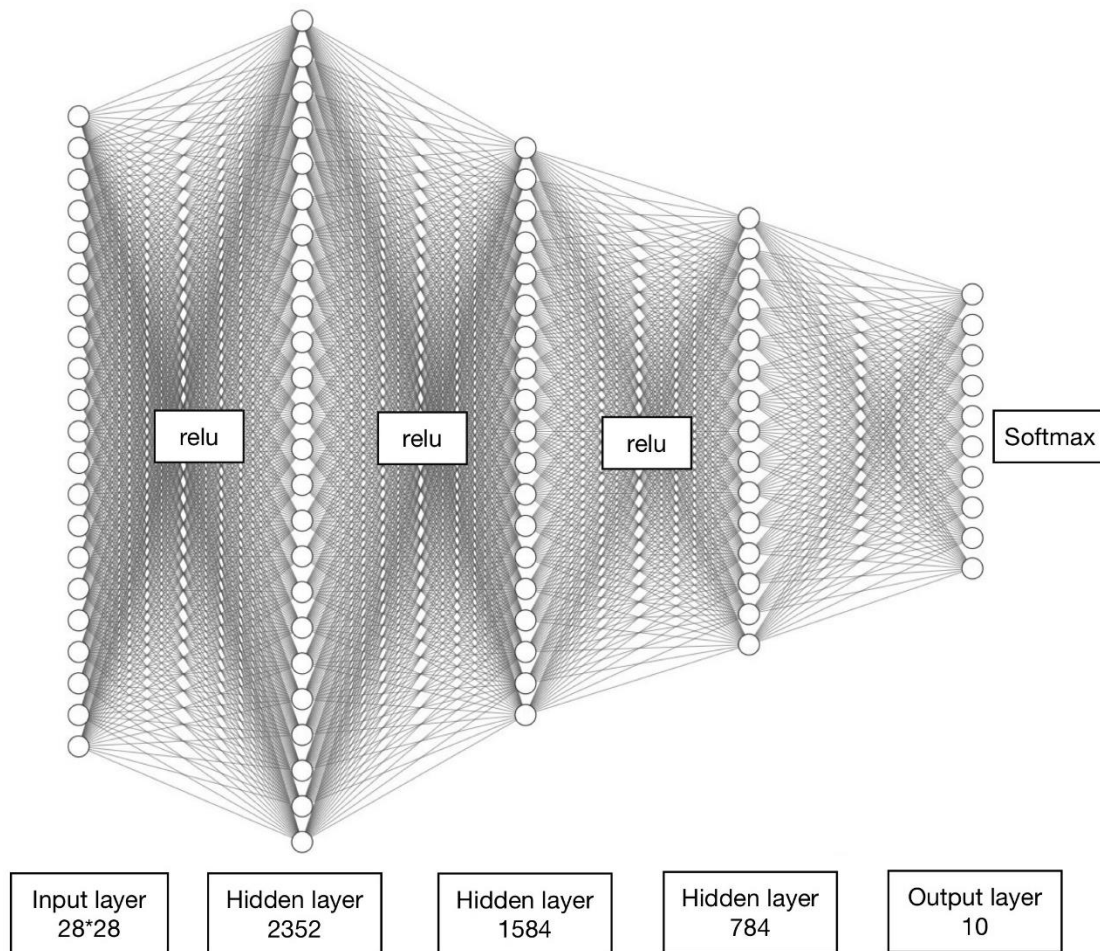 relu
relu
relu
Softmax
Input layer
28*28
Hidden layer
2352
Hidden layer
1584
Hidden layer
784
Output layer
10